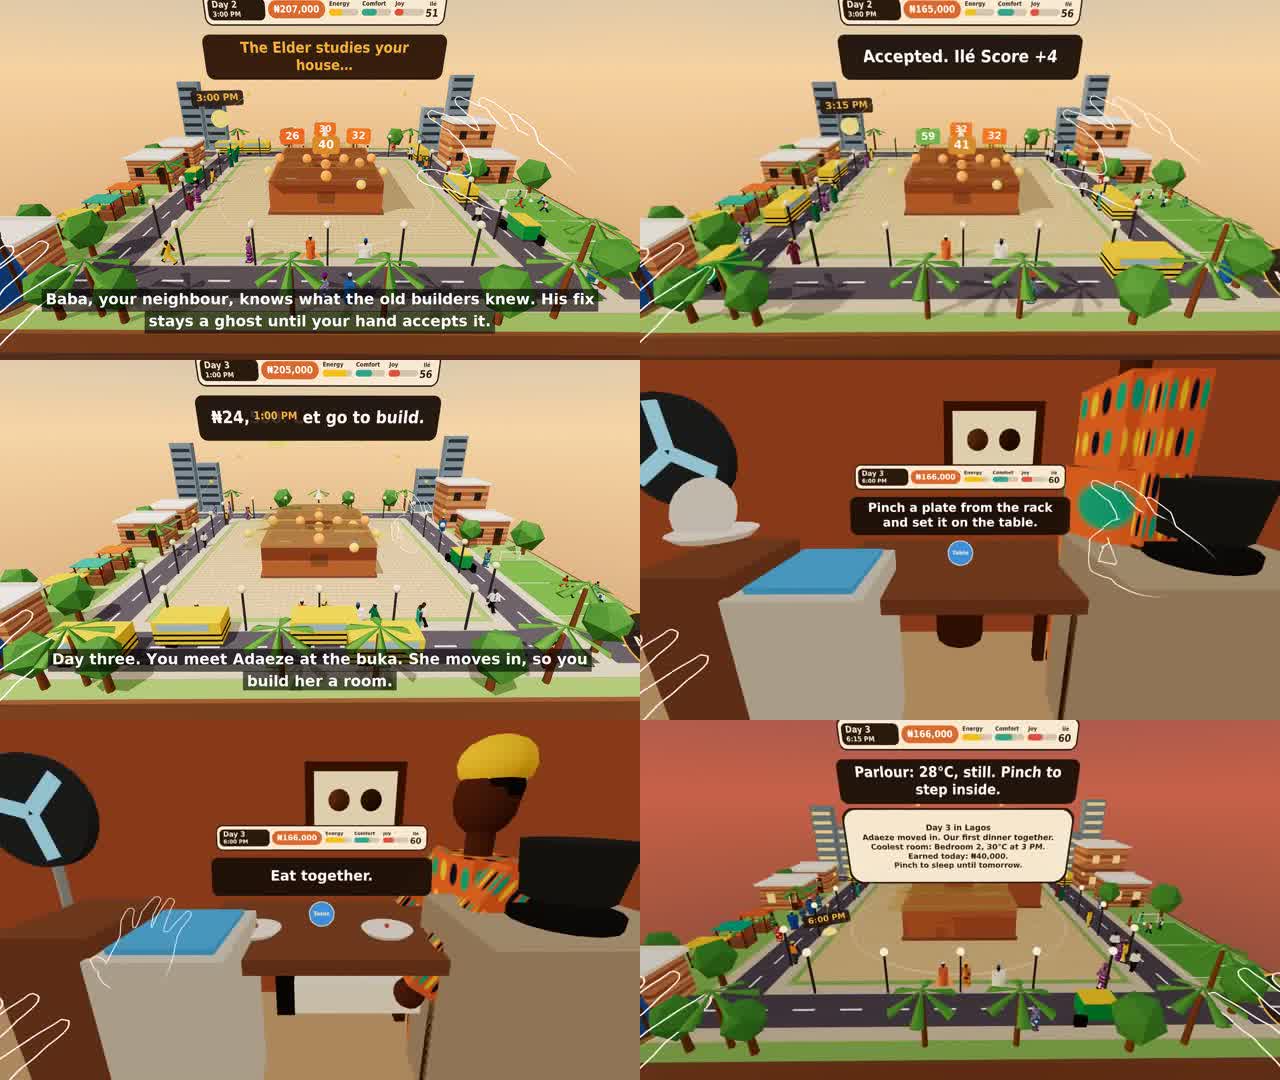 Day 2
3:00 PM
₦207,000
Energy
Comfort
Joy
Ilé
51
The Elder studies your
house…
3:00 PM
26
30
32
40
Baba, your neighbour, knows what the old builders knew. His fix
stays a ghost until your hand accepts it.
Day 2
3:00 PM
₦165,000
Energy
Comfort
Joy
Ilé
56
Accepted. Ilé Score +4
3:15 PM
59
32
32
41
Day 3
1:00 PM
₦205,000
Energy
Comfort
Joy
Ilé
56
₦24,
1:00 PM
et go to build.
Day three. You meet Adaeze at the buka. She moves in, so you
build her a room.
Day 3
6:00 PM
₦166,000
Energy
Comfort
Joy
Ilé
60
Pinch a plate from the rack
and set it on the table.
Table
Day 3
6:00 PM
₦166,000
Energy
Comfort
Joy
Ilé
60
Eat together.
Table
Day 3
6:15 PM
₦166,000
Energy
Comfort
Joy
Ilé
60
Parlour: 28°C, still. Pinch to
step inside.
Day 3 in Lagos
Adaeze moved in. Our first dinner together.
Coolest room: Bedroom 2, 30°C at 3 PM.
Earned today: ₦40,000.
Pinch to sleep until tomorrow.
6:00 PM